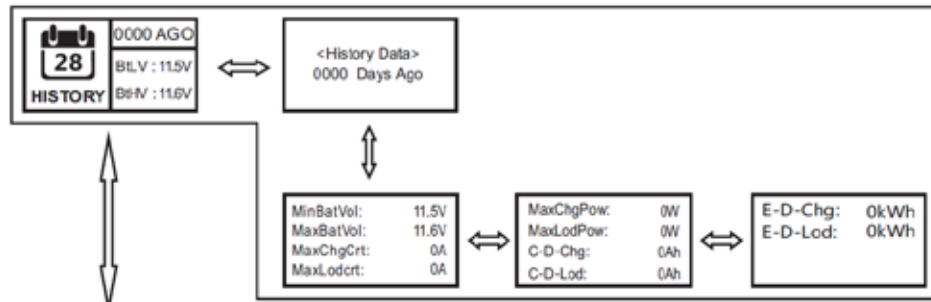 0000 AGO
28
HISTORY
BtLV : 11.5V
BtHV : 11.6V
<History Data>
0000 Days Ago
MinBatVol: 11.5V
MaxBatVol: 11.6V
MaxChgCrt: 0A
MaxLodcrt: 0A
MaxChgPow: 0W
MaxLodPow: 0W
C-D-Chg: 0Ah
C-D-Lod: 0Ah
E-D-Chg: 0kWh
E-D-Lod: 0kWh